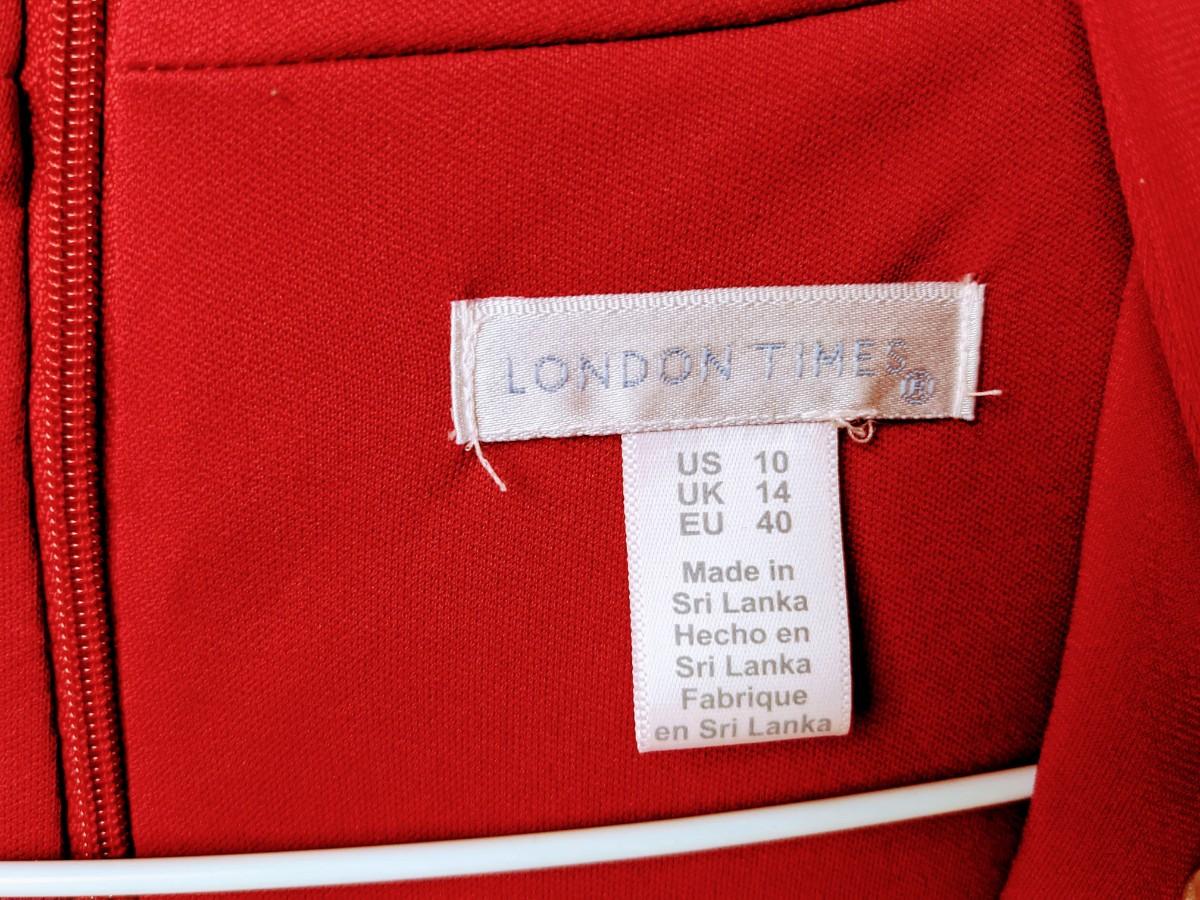 LONDON TIMES ®
US 10
UK 14
EU 40
Made in
Sri Lanka
Hecho en
Sri Lanka
Fabrique
en Sri Lanka